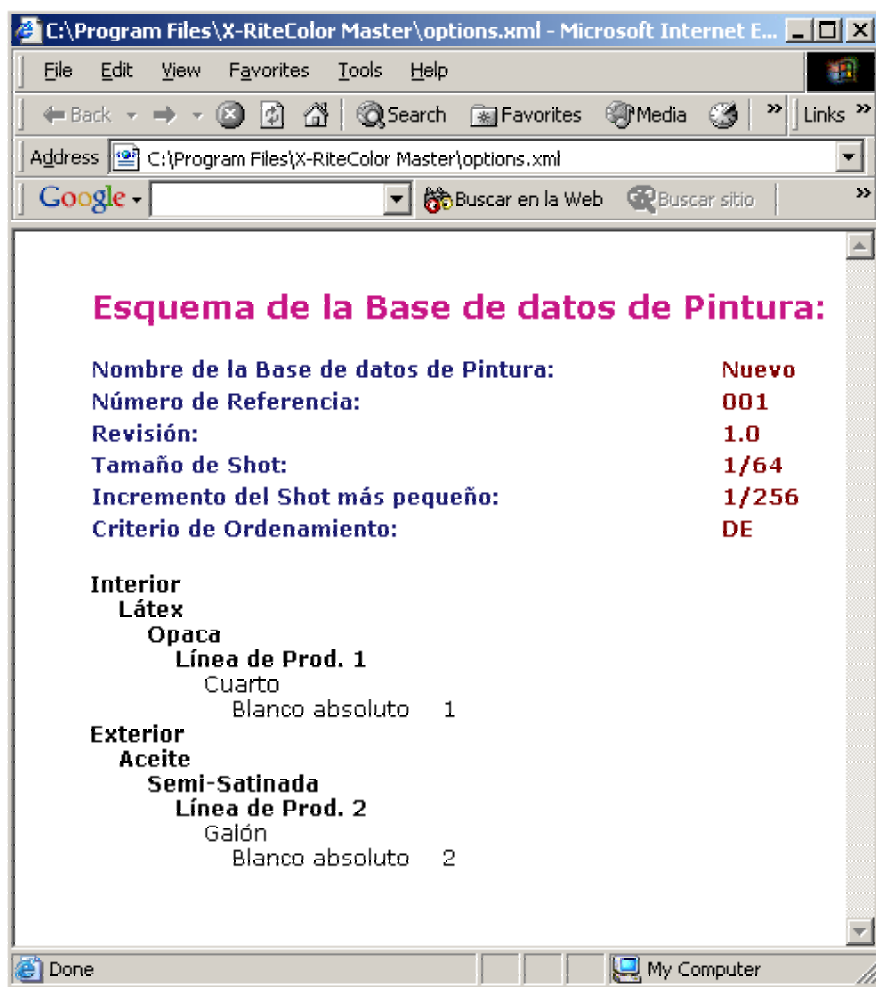 C:\Program Files\X-RiteColor Master\options.xml - Microsoft Internet E...
File Edit View Favorites Tools Help
Back Search Favorites Media » Links »
Address C:\Program Files\X-RiteColor Master\options.xml
Google Buscar en la Web Buscar sitio »
Esquema de la Base de datos de Pintura:
Nombre de la Base de datos de Pintura: Nuevo
Número de Referencia: 001
Revisión: 1.0
Tamaño de Shot: 1/64
Incremento del Shot más pequeño: 1/256
Criterio de Ordenamiento: DE
Interior
Látex
Opaca
Línea de Prod. 1
Cuarto
Blanco absoluto 1
Exterior
Aceite
Semi-Satinada
Línea de Prod. 2
Galón
Blanco absoluto 2
Done My Computer